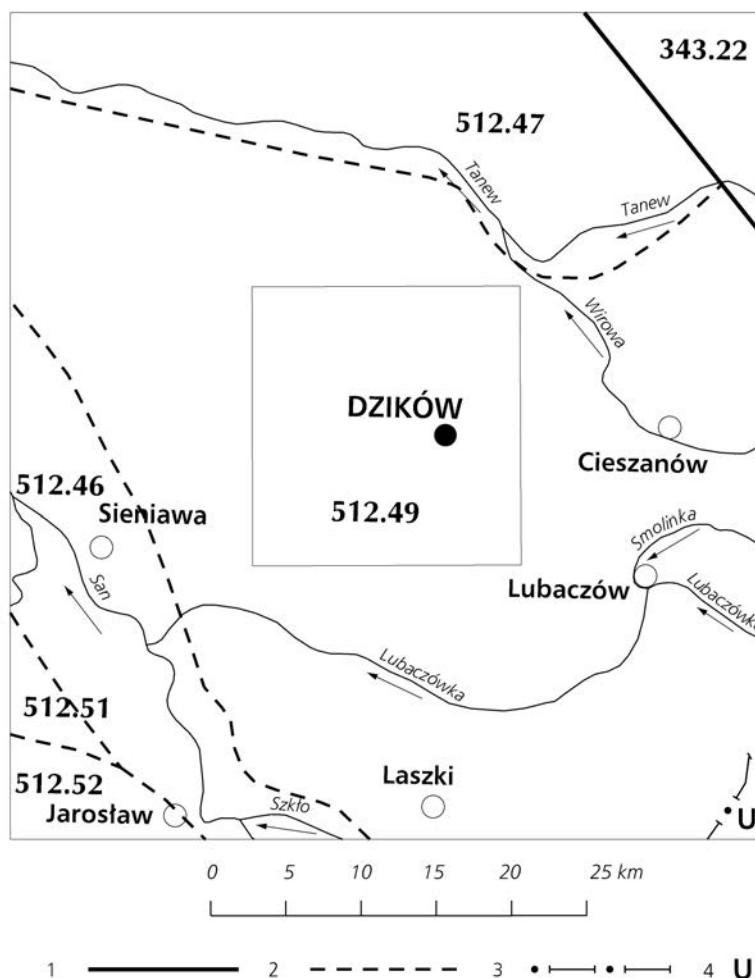 343.22
512.47
Tanew
Tanew
Wirowa
DZIKÓW
Cieszanów
512.46
512.49
Sieniawa
Smolinka
San
Lubaczów
Lubaczówka
Lubaczówka
512.51
512.52
Laszki
Jarosław
Szkło
U
0 5 10 15 20 25 km
1 2 3 4 U